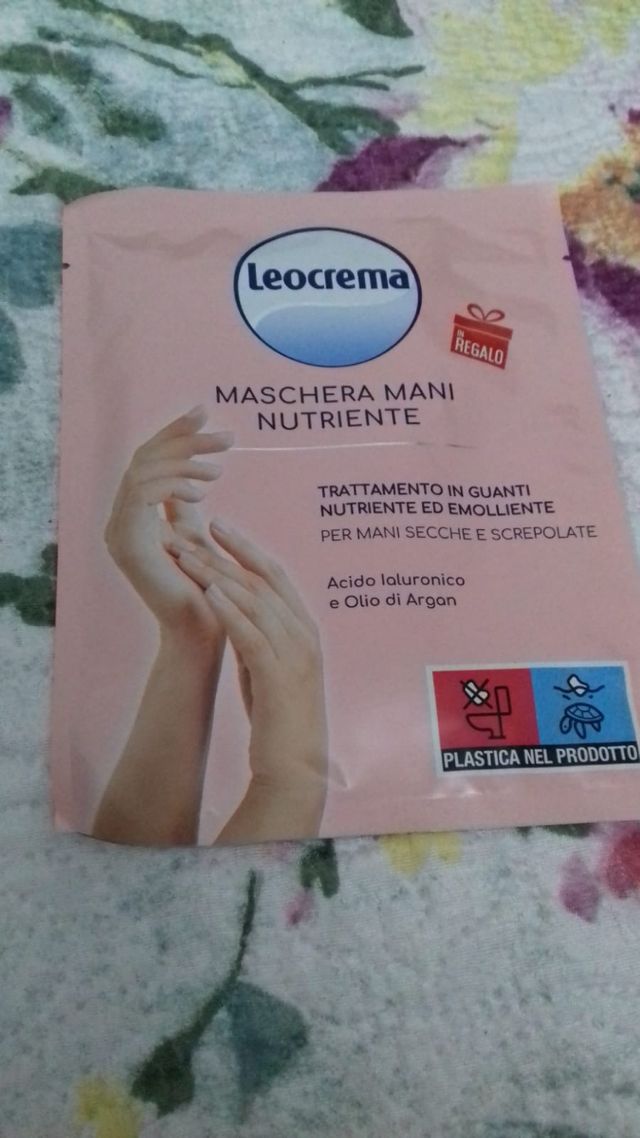 Leocrema
IN
REGALO
MASCHERA MANI
NUTRIENTE
TRATTAMENTO IN GUANTI
NUTRIENTE ED EMOLLIENTE
PER MANI SECCHE E SCREPOLATE
Acido Ialuronico
e Olio di Argan
PLASTICA NEL PRODOTTO